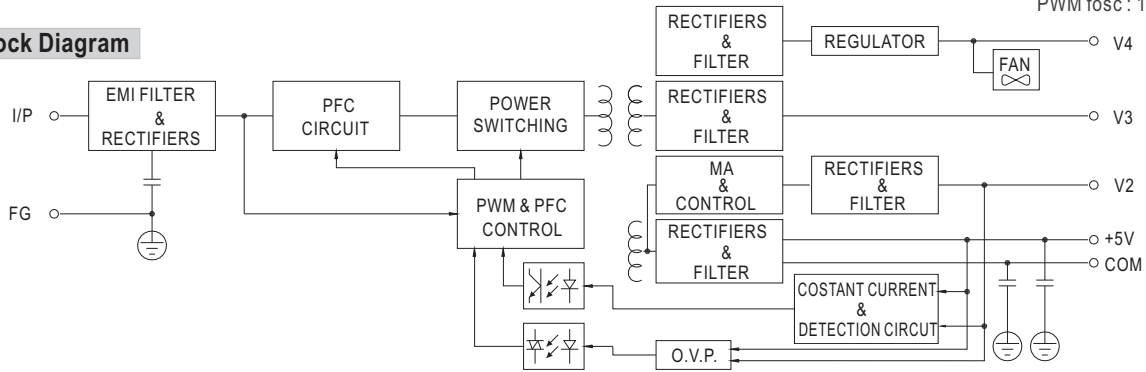 PWM fosc : 1
ock Diagram
I/P
EMI FILTER
&
RECTIFIERS
PFC
CIRCUIT
POWER
SWITCHING
RECTIFIERS
&
FILTER
REGULATOR
V4
FAN
RECTIFIERS
&
FILTER
V3
MA
&
CONTROL
RECTIFIERS
&
FILTER
V2
FG
PWM & PFC
CONTROL
RECTIFIERS
&
FILTER
+5V
COM
COSTANT CURRENT
&
DETECTION CIRCUT
O.V.P.